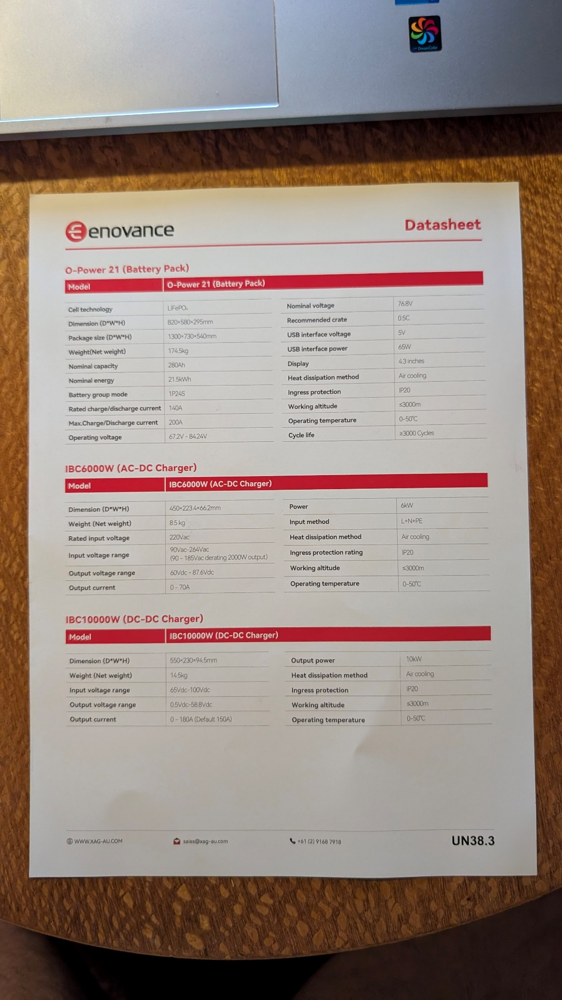 HP DreamColor
enovance
Datasheet
O-Power 21 (Battery Pack)
Model O-Power 21 (Battery Pack)
Cell technology LiFePO₄
Dimension (D*W*H) 820×580×295mm
Package size (D*W*H) 1300×730×540mm
Weight(Net weight) 174.5kg
Nominal capacity 280Ah
Nominal energy 21.5kWh
Battery group mode 1P24S
Rated charge/discharge current 140A
Max.Charge/Discharge current 200A
Operating voltage 67.2V - 84.24V
Nominal voltage 76.8V
Recommended crate 0.5C
USB interface voltage 5V
USB interface power 65W
Display 4.3 inches
Heat dissipation method Air cooling
Ingress protection IP20
Working altitude ≤3000m
Operating temperature 0-50℃
Cycle life ≥3000 Cycles
IBC6000W (AC-DC Charger)
Model IBC6000W (AC-DC Charger)
Dimension (D*W*H) 450×223.4×66.2mm
Weight (Net weight) 8.5 kg
Rated input voltage 220Vac
Input voltage range 90Vac-264Vac
(90 - 185Vac derating 2000W output)
Output voltage range 60Vdc - 87.6Vdc
Output current 0 - 70A
Power 6kW
Input method L+N+PE
Heat dissipation method Air cooling
Ingress protection rating IP20
Working altitude ≤3000m
Operating temperature 0-50℃
IBC10000W (DC-DC Charger)
Model IBC10000W (DC-DC Charger)
Dimension (D*W*H) 550×230×94.5mm
Weight (Net weight) 14.5kg
Input voltage range 65Vdc-100Vdc
Output voltage range 0.5Vdc-58.8Vdc
Output current 0 - 180A (Default 150A)
Output power 10kW
Heat dissipation method Air cooling
Ingress protection IP20
Working altitude ≤3000m
Operating temperature 0-50℃
WWW.XAG-AU.COM
sales@xag-au.com
+61 (2) 9168 7918
UN38.3